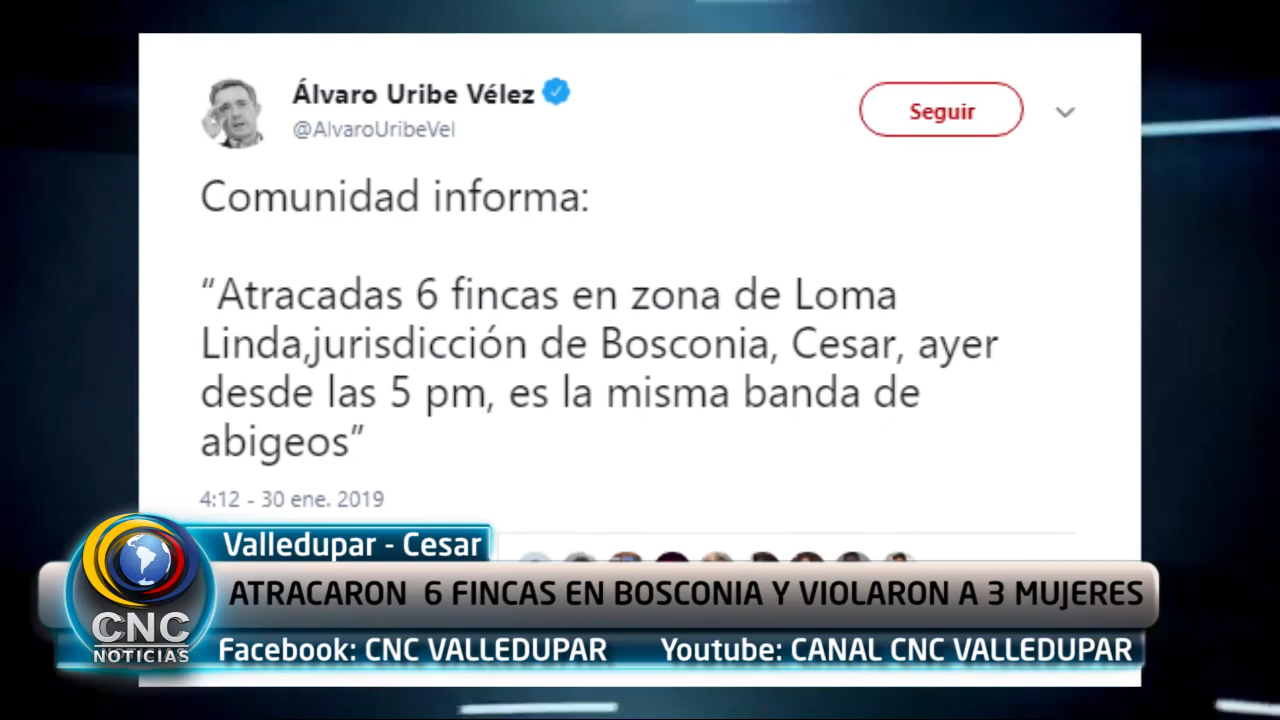 Álvaro Uribe Vélez
@AlvaroUribeVel
Seguir
Comunidad informa:
“Atracadas 6 fincas en zona de Loma
Linda,jurisdicción de Bosconia, Cesar, ayer
desde las 5 pm, es la misma banda de
abigeos”
4:12 - 30 ene. 2019
Valledupar - Cesar
ATRACARON 6 FINCAS EN BOSCONIA Y VIOLARON A 3 MUJERES
CNC
NOTICIAS
Facebook: CNC VALLEDUPAR Youtube: CANAL CNC VALLEDUPAR